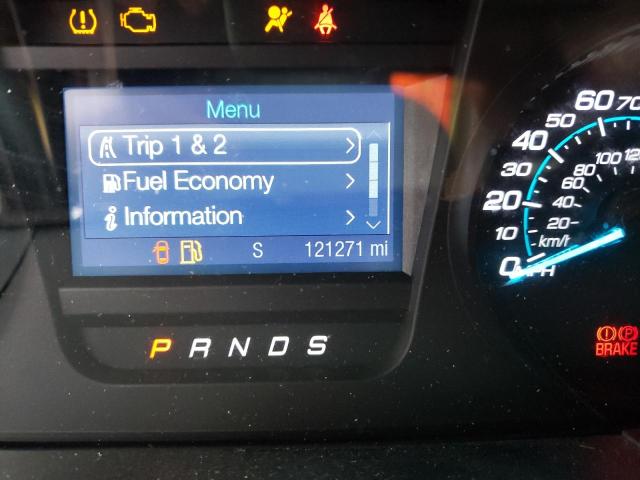 Menu
Trip 1 & 2
Fuel Economy
i Information
S 121271 mi
P R N D S
60 70
50
40
30
20
10
0 MPH
100
80
60
40
20
km/h
P
BRAKE